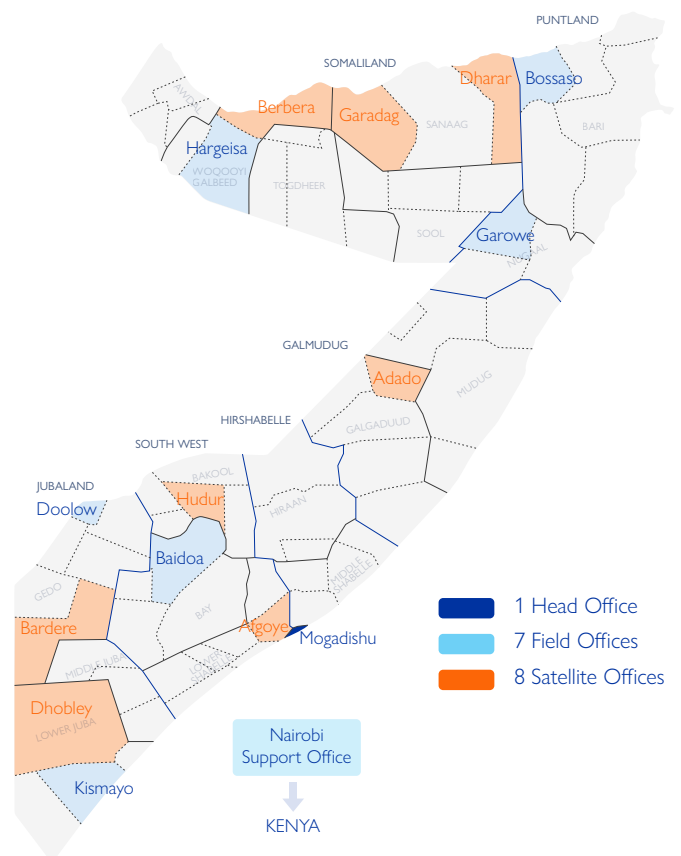 PUNTLAND
SOMALILAND
Dharar
Bossaso
AWDAL
Berbera
Garadag
SANAAG
BARI
Hargeisa
WOQOOYI
GALBEED
TOGDHEER
SOOL
Garowe
NUGAAL
GALMUDUG
Adado
MUDUG
HIRSHABELLE
GALGADUUD
SOUTH WEST
BAKOOL
JUBALAND
Hudur
Doolow
HIRAAN
Baidoa
MIDDLE
SHABELLE
GEDO
BAY
1 Head Office
Bardere
Afgoye
Mogadishu
7 Field Offices
MIDDLE JUBA
LOWER
SHABELLE
8 Satellite Offices
Dhobley
LOWER JUBA
Nairobi
Support Office
Kismayo
KENYA